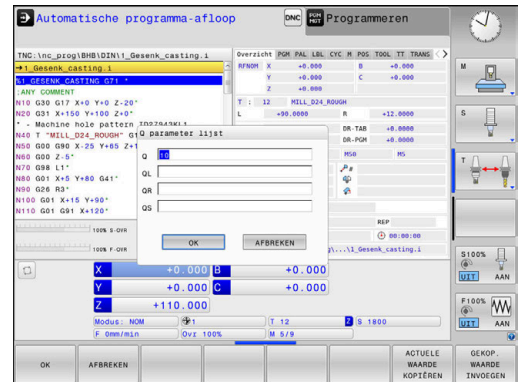 Automatische programma-afloop
DNC
PGM
MGT
Programmeren
TNC:\nc_prog\BHB\DIN\1_Gesenk_casting.i
→1_Gesenk_casting.i
%1_GESENK_CASTING G71 *
;ANY COMMENT
N10 G30 G17 X+0 Y+0 Z-20*
N20 G31 X+150 Y+100 Z+0*
* - Machine hole pattern ID27943KL1
N40 T "MILL_D24_ROUGH" G1
N50 G00 G90 X-25 Y+65 Z+1
N60 G00 Z-5*
N70 G98 L1*
N80 G01 X+5 Y+80 G41*
N90 G26 R3*
N100 G01 X+15 Y+90*
N110 G01 G91 X+120*
100% S-OVR
100% F-OVR
Overzicht PGM PAL LBL CYC M POS TOOL TT TRANS
RFNOM X +0.000 B +0.000
Y +0.000 C +0.000
Z +0.000
T : 12 MILL_D24_ROUGH
L +90.0000 R +12.0000
DR-TAB +0.0000
DR-PGM +0.0000
M50 M5
REP
00:00:00
\...\1_Gesenk_casting.i
Q parameter lijst
Q 10
QL
QR
QS
OK AFBREKEN
X +0.000 B +0.000
Y +0.000 C +0.000
Z +110.000
Modus: NOM 1 T 12 Z S 1800
F 0mm/min Ovr 100% M 5/9
M
S
T
S100%
UIT AAN
F100%
UIT AAN
OK
AFBREKEN
ACTUELE
WAARDE
KOPIËREN
GEKOP.
WAARDE
INVOEGEN